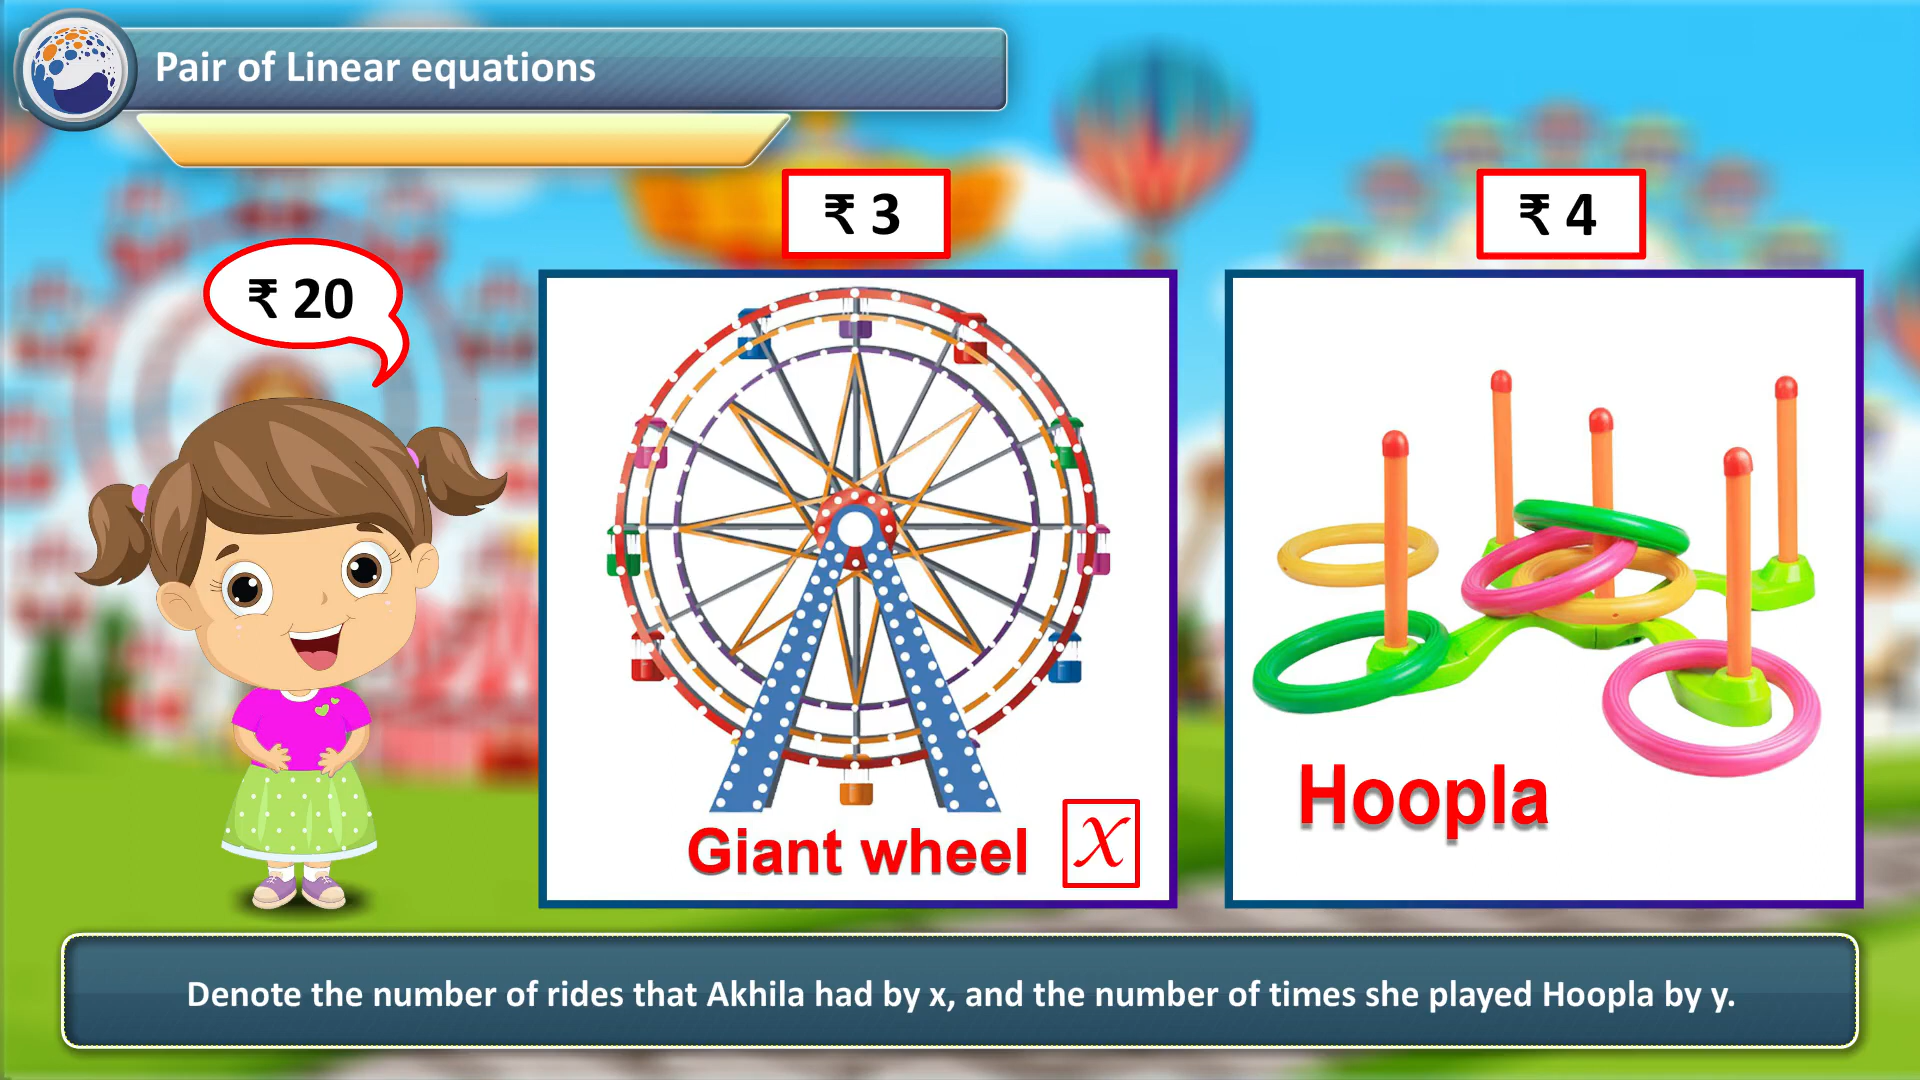 Pair of Linear equations
₹ 3
₹ 4
₹ 20
Giant wheel
x
Hoopla
Denote the number of rides that Akhila had by x, and the number of times she played Hoopla by y.